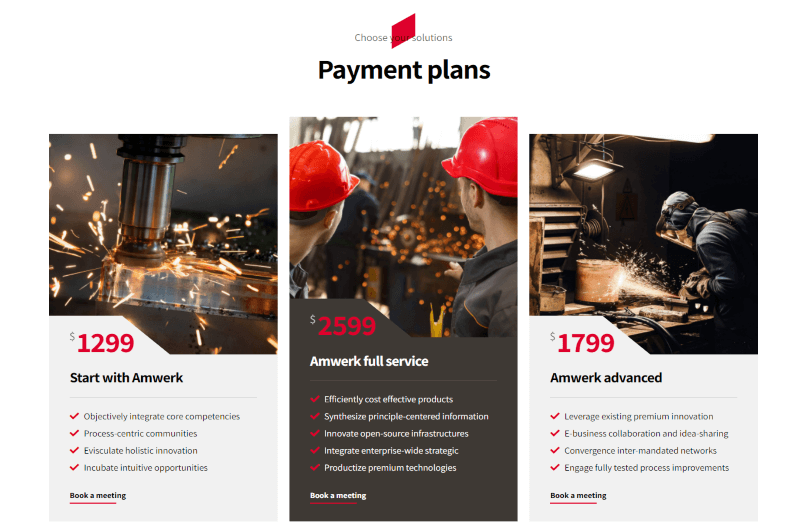 Choose your solutions
Payment plans
$1299
Start with Amwerk
Objectively integrate core competencies
Process-centric communities
Evisculate holistic innovation
Incubate intuitive opportunities
Book a meeting
$2599
Amwerk full service
Efficiently cost effective products
Synthesize principle-centered information
Innovate open-source infrastructures
Integrate enterprise-wide strategic
Productize premium technologies
Book a meeting
$1799
Amwerk advanced
Leverage existing premium innovation
E-business collaboration and idea-sharing
Convergence inter-mandated networks
Engage fully tested process improvements
Book a meeting